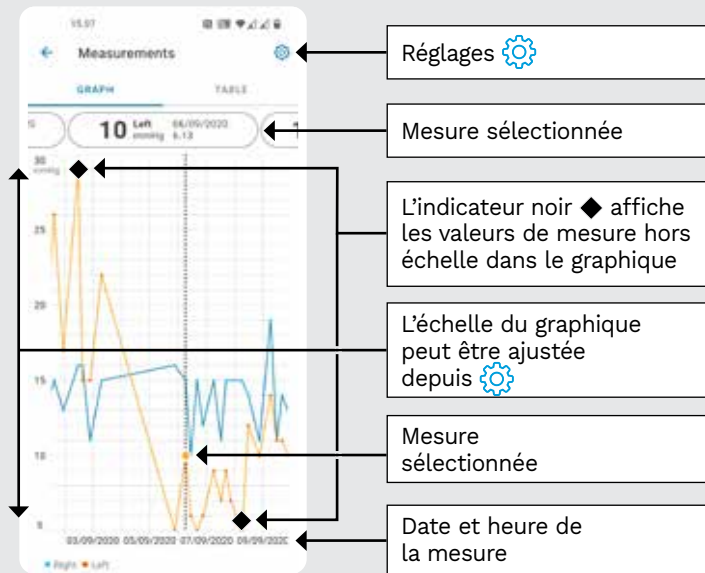 15.57
Measurements
GRAPH TABLE
10 Left 06/09/2020
mmHg 6.13
30
mmHg
25
20
15
10
5
03/09/2020 05/09/2020 07/09/2020 09/09/2020
Right Left
Réglages
Mesure sélectionnée
L'indicateur noir ◆ affiche
les valeurs de mesure hors
échelle dans le graphique
L'échelle du graphique
peut être ajustée
depuis
Mesure
sélectionnée
Date et heure de
la mesure